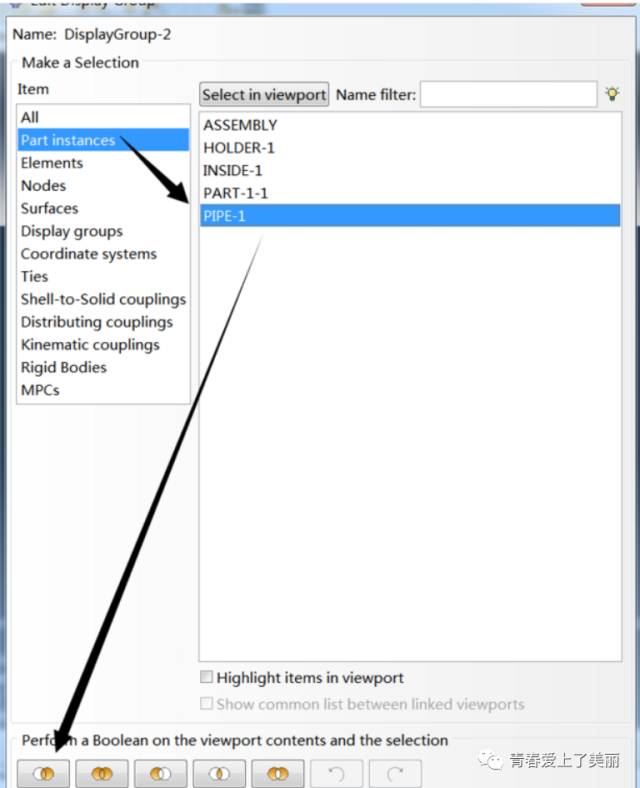 Edit Display Group
Name: DisplayGroup-2
Make a Selection
Item
Select in viewport Name filter:
All
Part instances
Elements
Nodes
Surfaces
Display groups
Coordinate systems
Ties
Shell-to-Solid couplings
Distributing couplings
Kinematic couplings
Rigid Bodies
MPCs
ASSEMBLY
HOLDER-1
INSIDE-1
PART-1-1
PIPE-1
Highlight items in viewport
Show common list between linked viewports
Perform a Boolean on the viewport contents and the selection
青春爱上了美丽